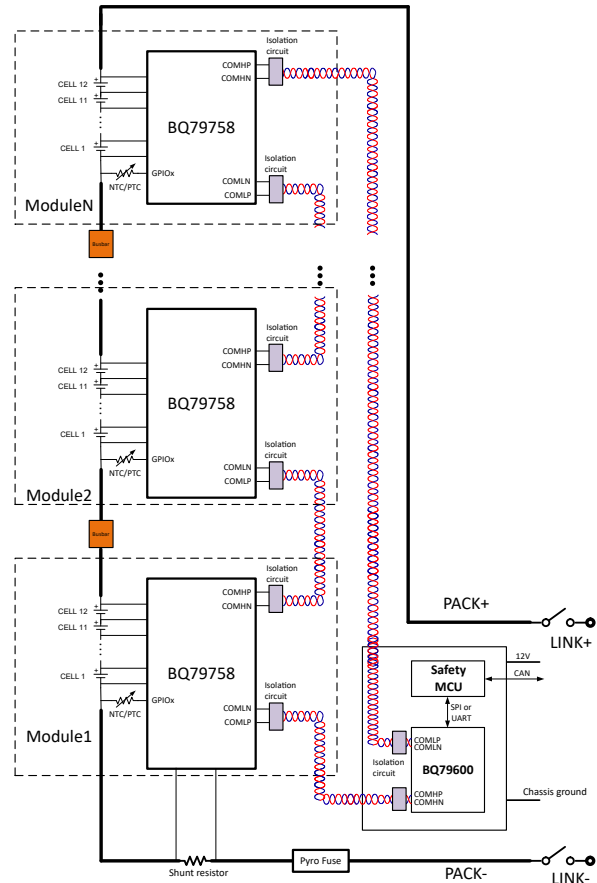 Isolation
circuit
COMHP
COMHN
CELL 12
CELL 11
BQ79758
CELL 1
Isolation
circuit
COMLN
COMLP
GPIOx
NTC/PTC
ModuleN
Busbar
Isolation
circuit
COMHP
COMHN
CELL 12
CELL 11
BQ79758
CELL 1
Isolation
circuit
COMLN
COMLP
GPIOx
NTC/PTC
Module2
Busbar
Isolation
circuit
COMHP
COMHN
CELL 12
CELL 11
BQ79758
CELL 1
Isolation
circuit
COMLN
COMLP
GPIOx
NTC/PTC
Module1
PACK+
LINK+
12V
Safety
MCU
CAN
SPI or
UART
COMLP
COMLN
Isolation
circuit
BQ79600
COMHP
COMHN
Chassis ground
Shunt resistor
Pyro Fuse
PACK-
LINK-